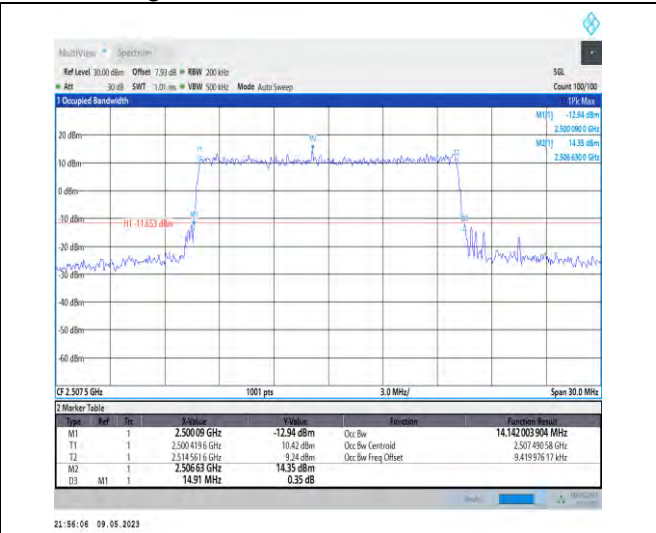 MultiView Spectrum
Ref Level 30.00 dBm Offset 7.93 dB RBW 200 kHz SGL
Att 30 dB SWT 1.01 ms VBW 500 kHz Mode Auto Sweep Count 100/100
1 Occupied Bandwidth 1Pk Max
M1[1] -12.94 dBm
2.500 090 0 GHz
M2[1] 14.35 dBm
2.506 630 0 GHz
20 dBm
10 dBm
0 dBm
-10 dBm
H1 -11.653 dBm
-20 dBm
-30 dBm
-40 dBm
-50 dBm
-60 dBm
T1
M2
T2
M1
D3
CF 2.507 5 GHz 1001 pts 3.0 MHz/ Span 30.0 MHz
2 Marker Table
Type Ref Trc X-Value Y-Value Function Function Result
M1 1 2.500 09 GHz -12.94 dBm Occ Bw 14.142 003 904 MHz
T1 1 2.500 419 6 GHz 10.42 dBm Occ Bw Centroid 2.507 490 58 GHz
T2 1 2.514 561 6 GHz 9.24 dBm Occ Bw Freq Offset -9.419 976 17 kHz
M2 1 2.506 63 GHz 14.35 dBm
D3 M1 1 14.91 MHz 0.35 dB
21:56:06 09.05.2023